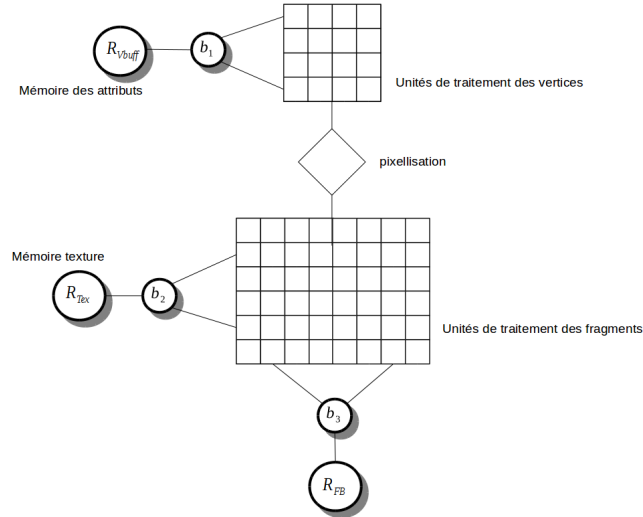 R_Vbuff
b_1
Mémoire des attributs
Unités de traitement des vertices
pixellisation
Mémoire texture
R_Tex
b_2
Unités de traitement des fragments
b_3
R_FB